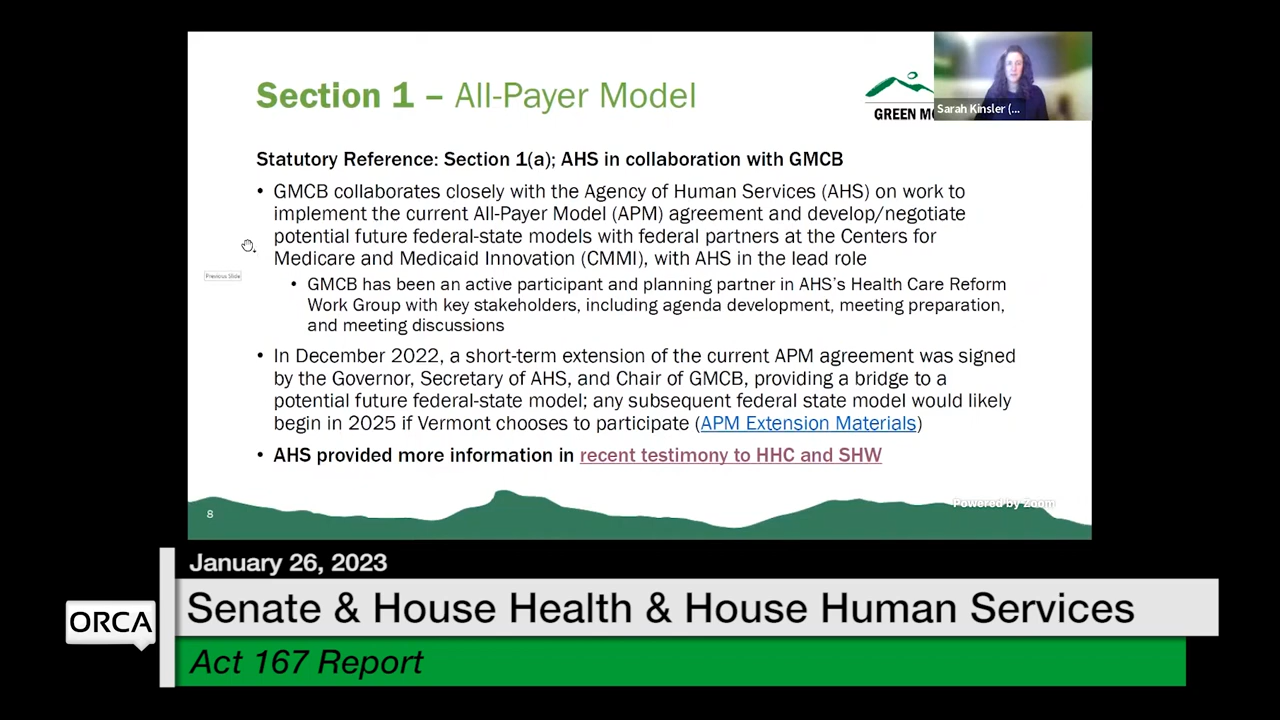 Section 1 – All-Payer Model
GREEN MO
Sarah Kinsler (...
Statutory Reference: Section 1(a); AHS in collaboration with GMCB
• GMCB collaborates closely with the Agency of Human Services (AHS) on work to
implement the current All-Payer Model (APM) agreement and develop/negotiate
potential future federal-state models with federal partners at the Centers for
Medicare and Medicaid Innovation (CMMI), with AHS in the lead role
Previous Slide
• GMCB has been an active participant and planning partner in AHS's Health Care Reform
Work Group with key stakeholders, including agenda development, meeting preparation,
and meeting discussions
• In December 2022, a short-term extension of the current APM agreement was signed
by the Governor, Secretary of AHS, and Chair of GMCB, providing a bridge to a
potential future federal-state model; any subsequent federal state model would likely
begin in 2025 if Vermont chooses to participate (APM Extension Materials)
• AHS provided more information in recent testimony to HHC and SHW
Powered by Zoom
8
January 26, 2023
ORCA
Senate & House Health & House Human Services
Act 167 Report